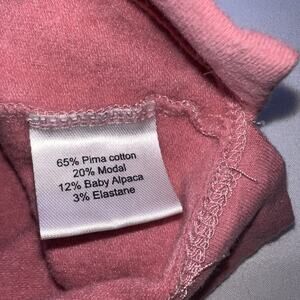 65% Pima cotton
20% Modal
12% Baby Alpaca
3% Elastane